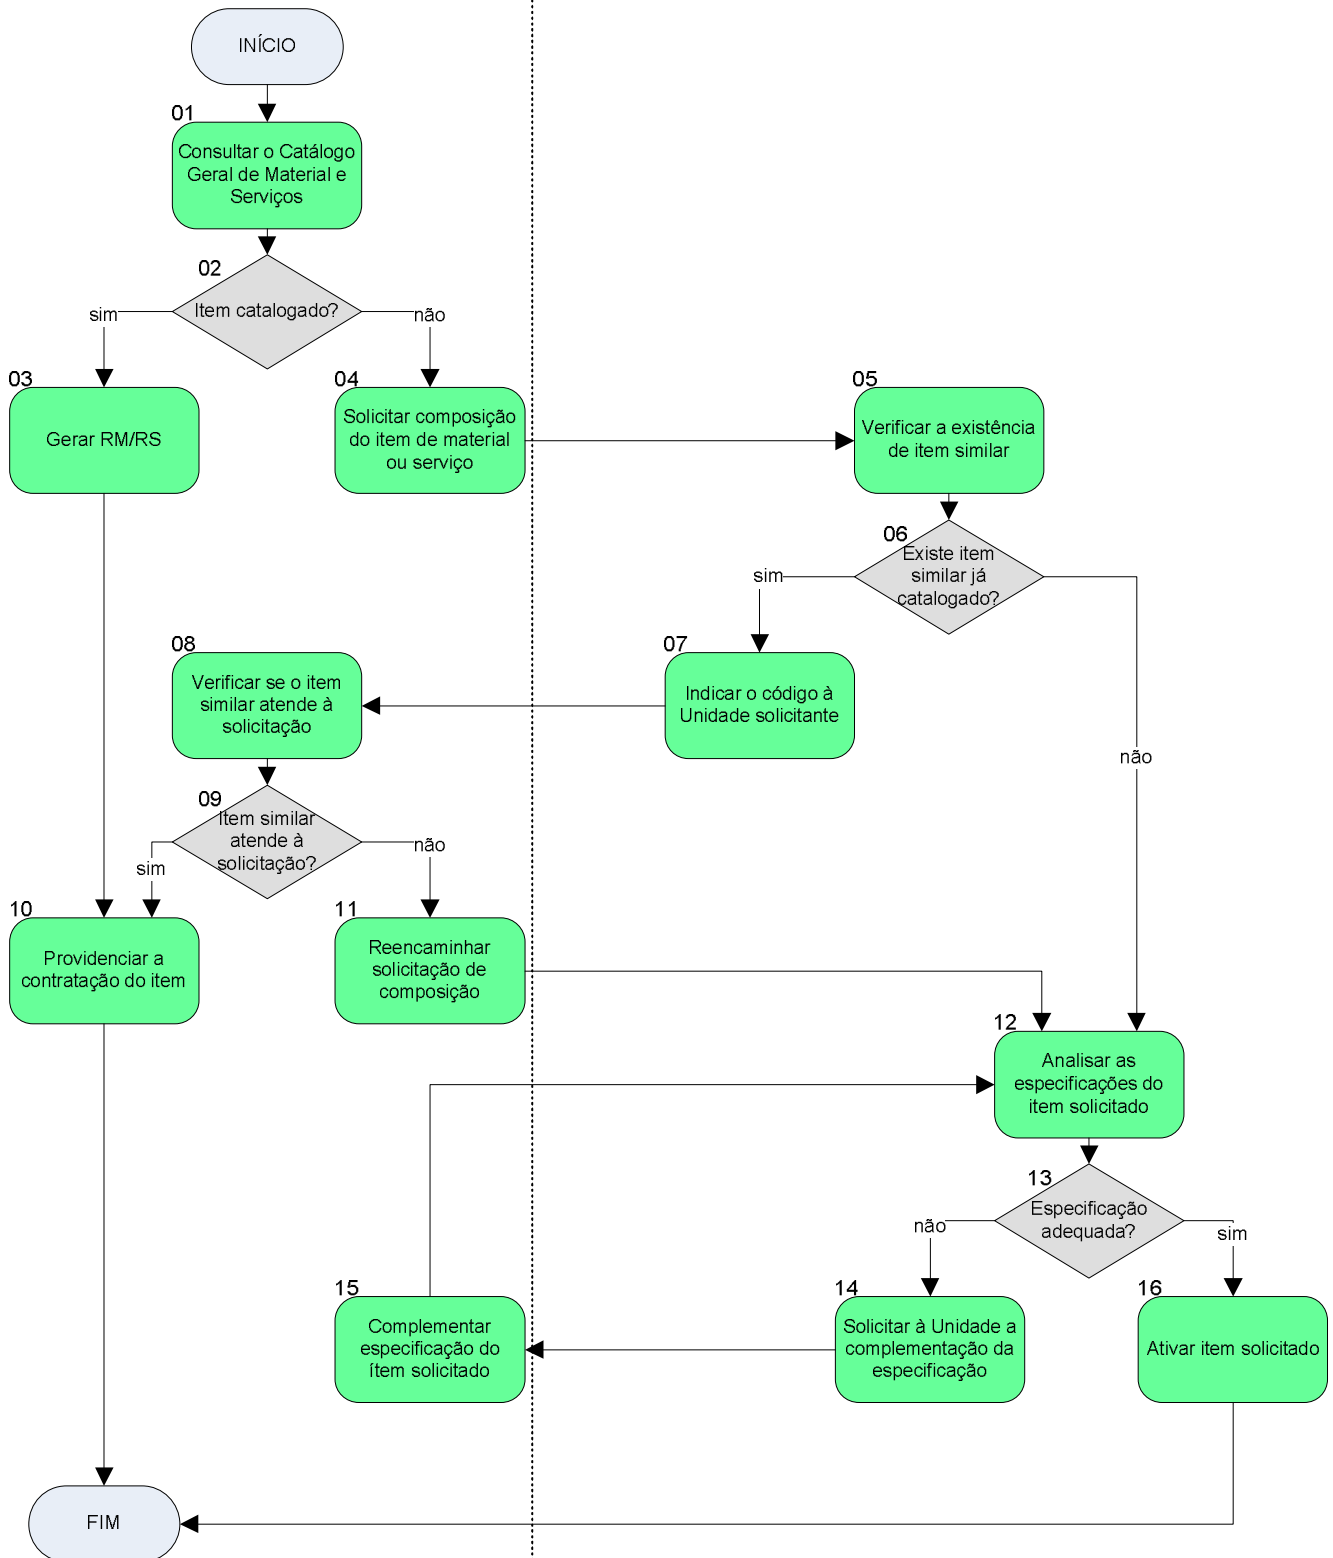 INÍCIO
01
Consultar o Catálogo
Geral de Material e
Serviços
02
Item catalogado?
sim
não
03
Gerar RM/RS
04
Solicitar composição
do item de material
ou serviço
05
Verificar a existência
de item similar
06
Existe item
similar já
catalogado?
sim
não
07
Indicar o código à
Unidade solicitante
08
Verificar se o item
similar atende à
solicitação
09
Item similar
atende à
solicitação?
sim
não
10
Providenciar a
contratação do item
11
Reencaminhar
solicitação de
composição
12
Analisar as
especificações do
item solicitado
13
Especificação
adequada?
não
sim
14
Solicitar à Unidade a
complementação da
especificação
15
Complementar
especificação do
ítem solicitado
16
Ativar item solicitado
FIM